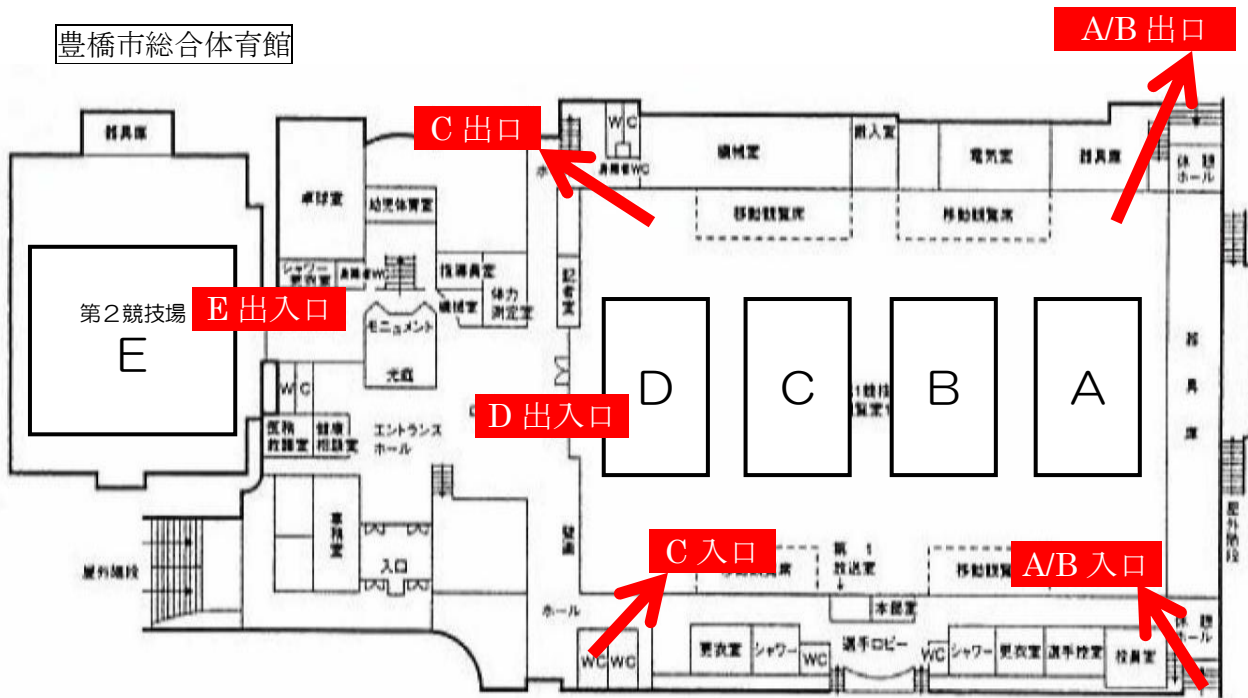 豊橋市総合体育館
A/B 出口
C 出口
器具庫
WC
身障者WC
機械室
婦人室
電気室
器具庫
休憩
ホール
卓球室
幼児体育室
移動観覧席
移動観覧席
シャワー
更衣室
身障者WC
指導員室
機械室
体力
測定室
記者室
第２競技場
E
E 出入口
モニュメント
光庭
D
C
B
A
器具庫
D 出入口
WC
医務
救護室
健康
相談室
エントランス
ホール
事務室
入口
壁画
屋外階段
屋外階段
C 入口
第1
放送室
A/B 入口
本部室
ホール
WC
WC
更衣室
シャワー
WC
選手ロビー
WC
シャワー
更衣室
選手控室
役員室
休憩
ホール